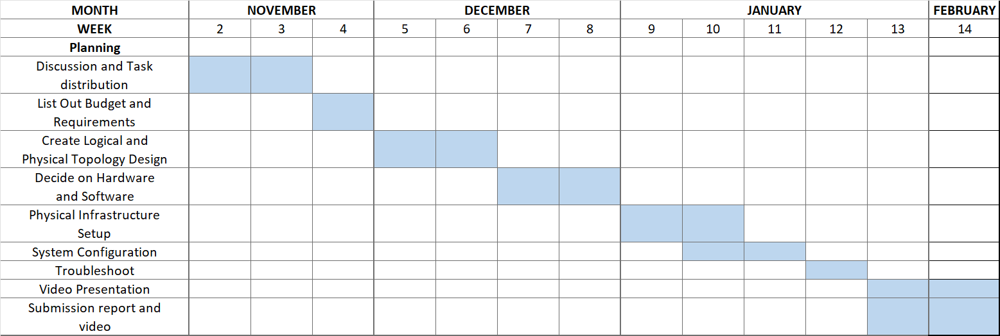 MONTH NOVEMBER DECEMBER JANUARY FEBRUARY
WEEK 2 3 4 5 6 7 8 9 10 11 12 13 14
Planning
Discussion and Task
distribution
List Out Budget and
Requirements
Create Logical and
Physical Topology Design
Decide on Hardware
and Software
Physical Infrastructure
Setup
System Configuration
Troubleshoot
Video Presentation
Submission report and
video